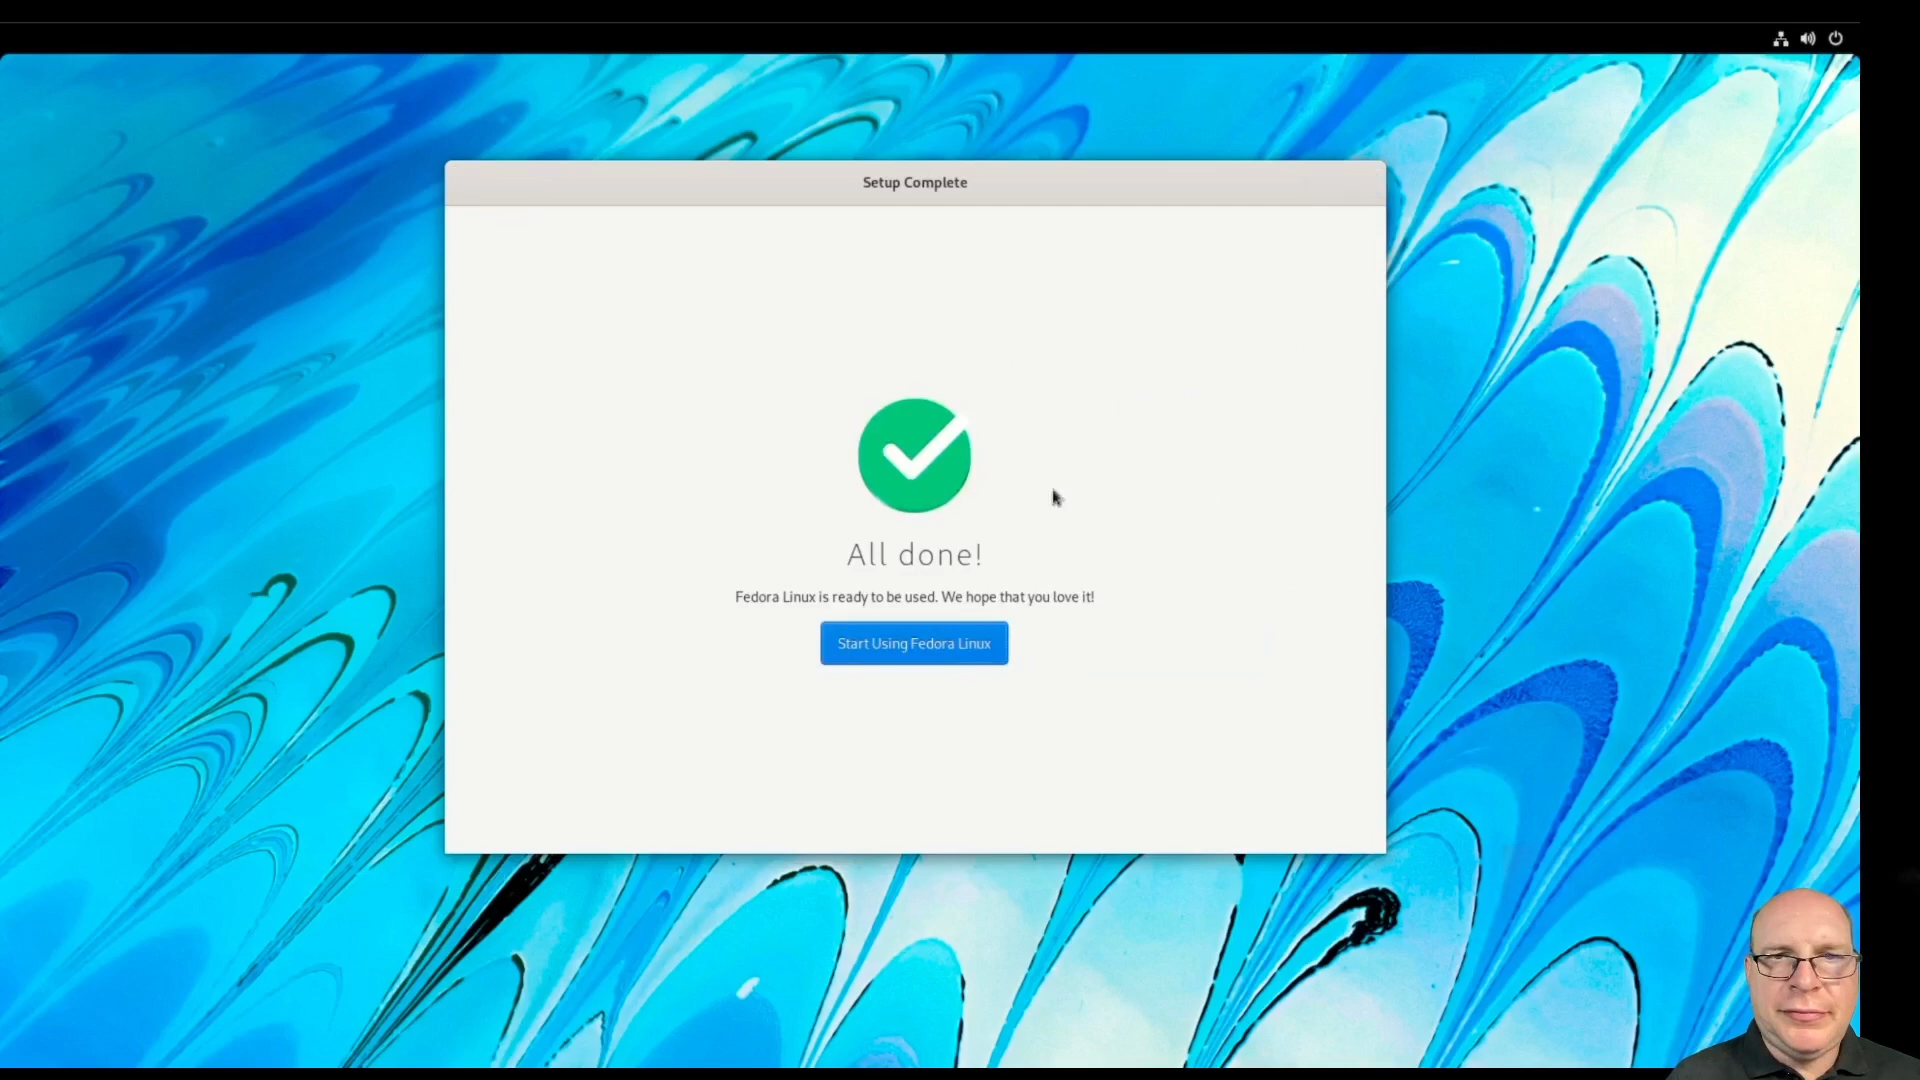 Setup Complete
All done!
Fedora Linux is ready to be used. We hope that you love it!
Start Using Fedora Linux